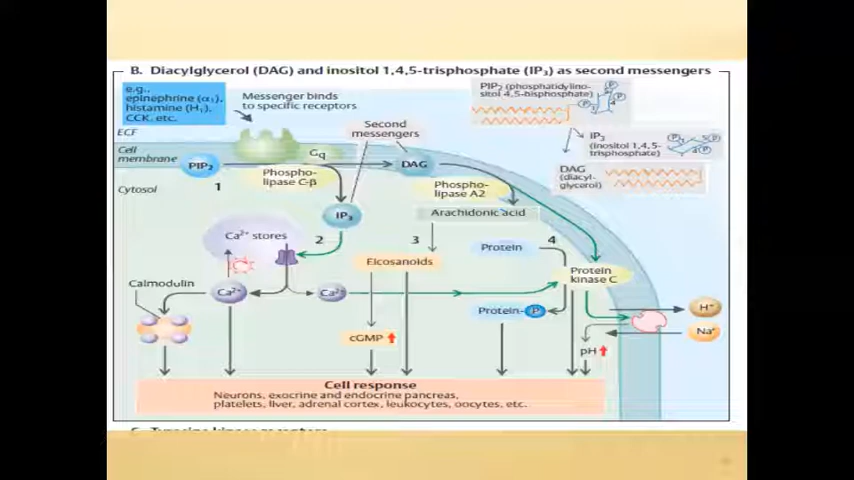 B. Diacylglycerol (DAG) and inositol 1,4,5-trisphosphate (IP₃) as second messengers
e.g.,
epinephrine (α₁),
histamine (H₁),
CCK, etc.
Messenger binds
to specific receptors
Second
messengers
PIP₂ (phosphatidylino-
sitol 4,5-bisphosphate)
IP₃
(inositol 1,4,5-
trisphosphate)
DAG
(diacyl-
glycerol)
ECF
Cell
membrane
Cytosol
PIP₂
Gq
DAG
1
Phospho-
lipase C-β
Phospho-
lipase A2
IP₃
Arachidonic acid
Ca²⁺ stores
2
3
4
Protein
Eicosanoids
Protein
kinase C
Calmodulin
Ca²⁺
Ca²⁺
Protein-P
H⁺
Na⁺
cGMP
pH
Cell response
Neurons, exocrine and endocrine pancreas,
platelets, liver, adrenal cortex, leukocytes, oocytes, etc.